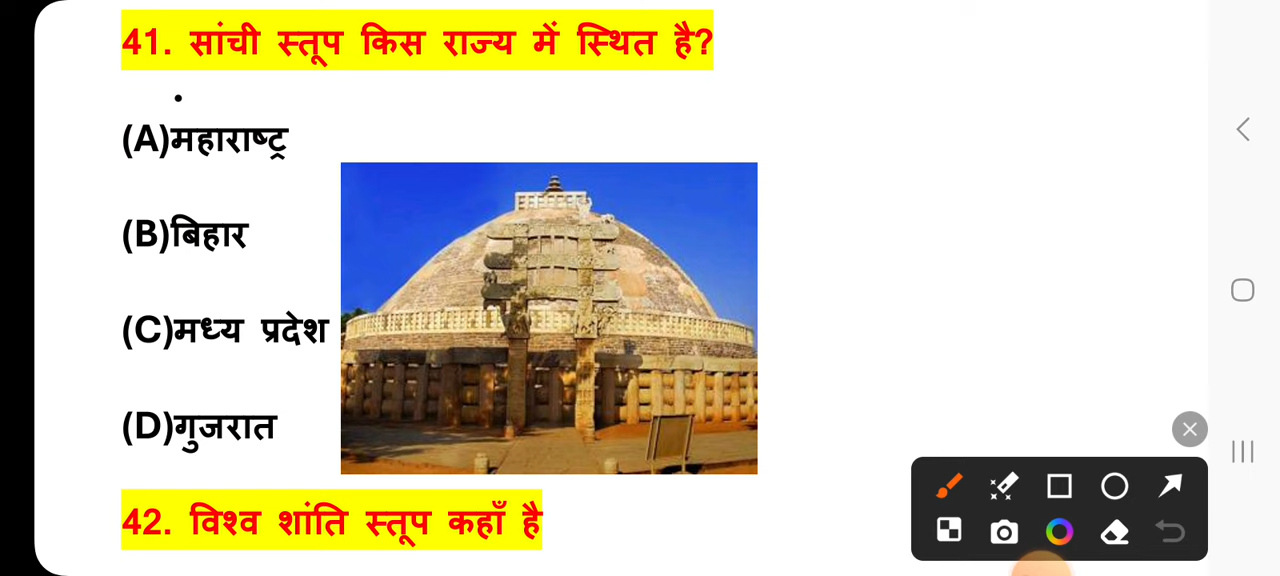 41. सांची स्तूप किस राज्य में स्थित है?
(A)महाराष्ट्र
(B)बिहार
(C)मध्य प्रदेश
(D)गुजरात
42. विश्व शांति स्तूप कहाँ है